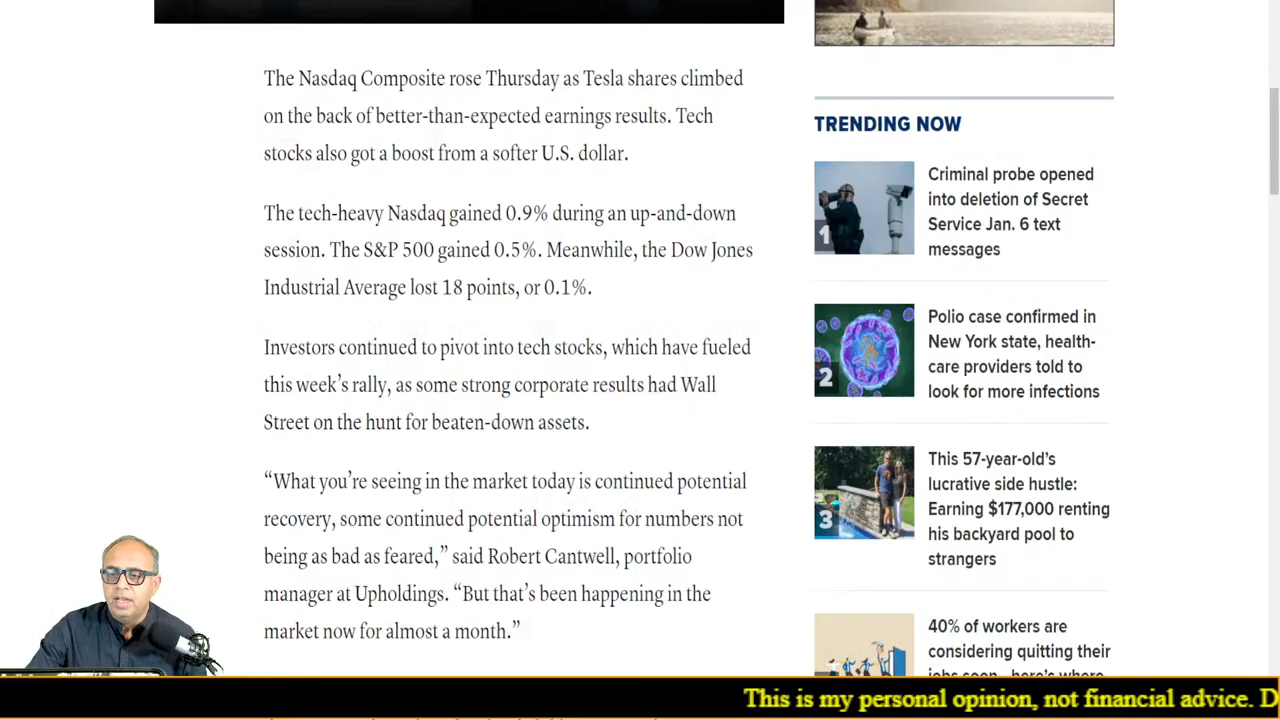 The Nasdaq Composite rose Thursday as Tesla shares climbed
on the back of better-than-expected earnings results. Tech
stocks also got a boost from a softer U.S. dollar.
The tech-heavy Nasdaq gained 0.9% during an up-and-down
session. The S&P 500 gained 0.5%. Meanwhile, the Dow Jones
Industrial Average lost 18 points, or 0.1%.
Investors continued to pivot into tech stocks, which have fueled
this week’s rally, as some strong corporate results had Wall
Street on the hunt for beaten-down assets.
“What you’re seeing in the market today is continued potential
recovery, some continued potential optimism for numbers not
being as bad as feared,” said Robert Cantwell, portfolio
manager at Upholdings. “But that’s been happening in the
market now for almost a month.”
TRENDING NOW
1
Criminal probe opened
into deletion of Secret
Service Jan. 6 text
messages
2
Polio case confirmed in
New York state, health-
care providers told to
look for more infections
3
This 57-year-old’s
lucrative side hustle:
Earning $177,000 renting
his backyard pool to
strangers
40% of workers are
considering quitting their
jobs soon—here’s where
This is my personal opinion, not financial advice. D